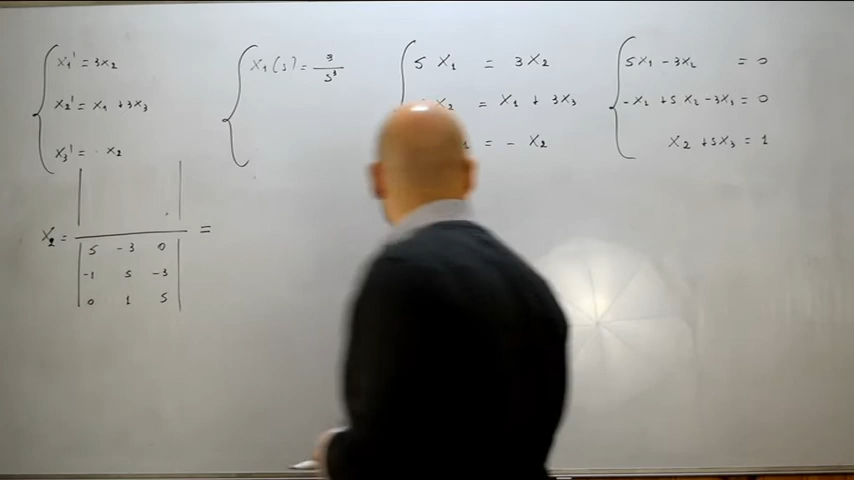 x₁' = 3x₂
x₂' = x₁ + 3x₃
x₃' = - x₂
X₁(s) = 3/s³
5 X₁ = 3X₂
X₂ = X₁ + 3X₃
= - X₂
5X₁ - 3X₂ = 0
-X₁ + 5 X₂ - 3X₃ = 0
X₂ + 5X₃ = 1
X₂ = =
5 -3 0
-1 5 -3
0 1 5